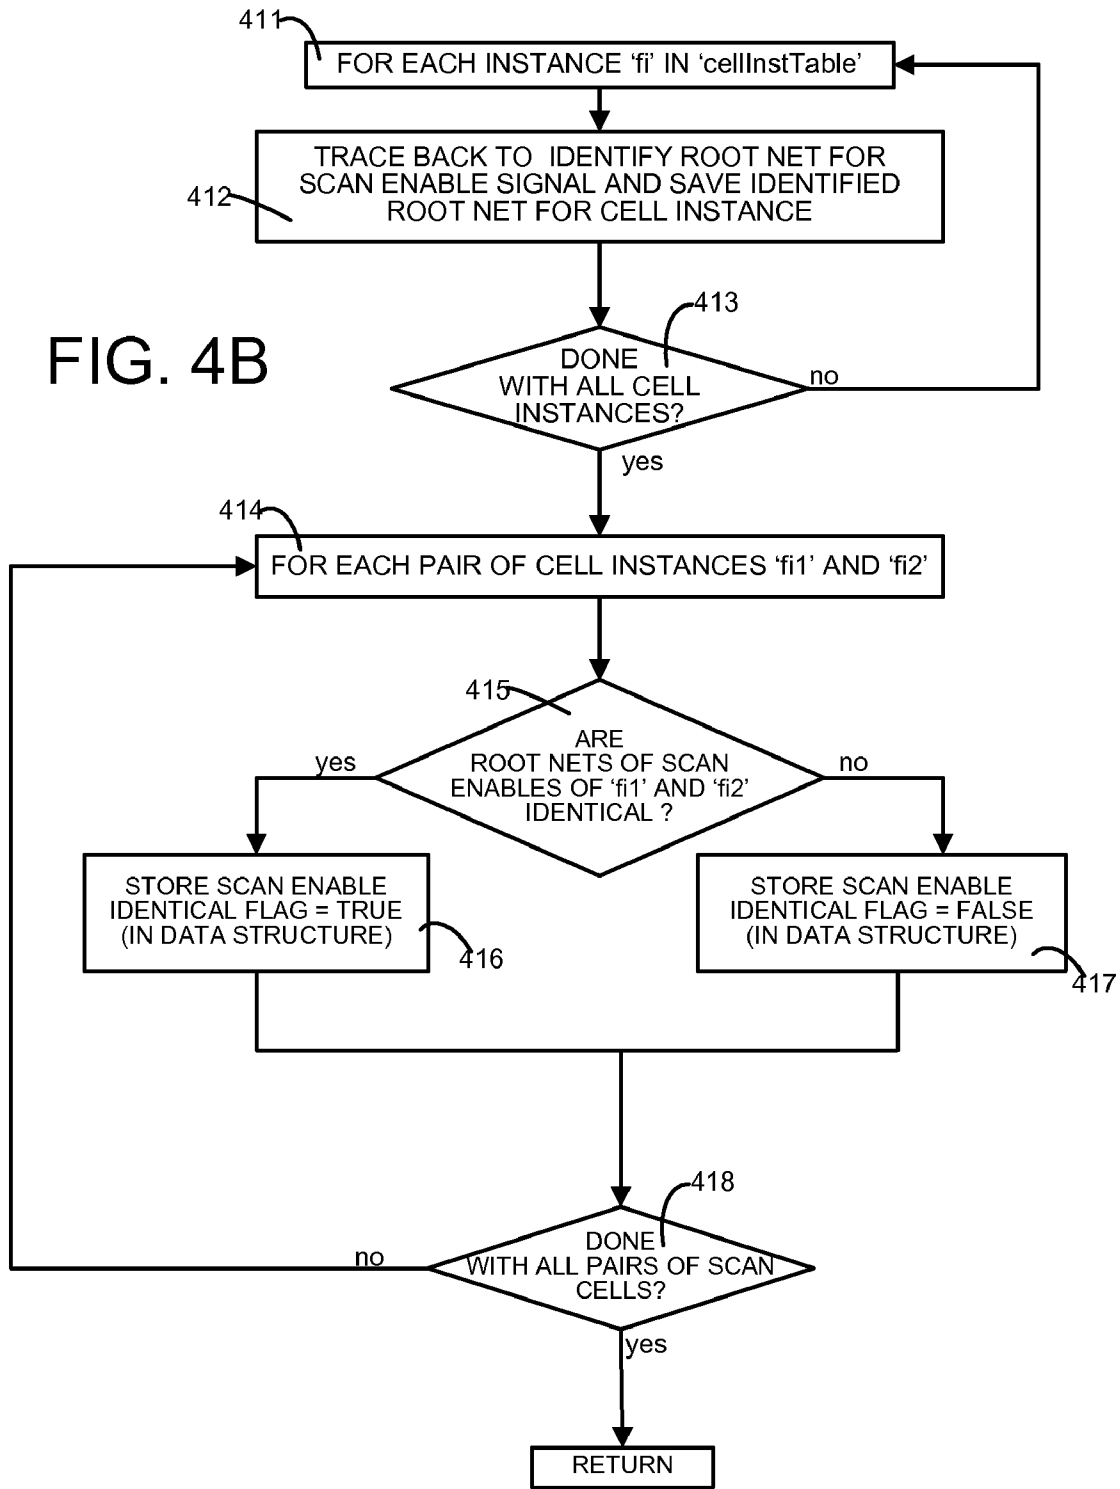 411
FOR EACH INSTANCE ‘fi’ IN ‘cellInstTable’
TRACE BACK TO IDENTIFY ROOT NET FOR
SCAN ENABLE SIGNAL AND SAVE IDENTIFIED
ROOT NET FOR CELL INSTANCE
412
413
FIG. 4B
DONE
WITH ALL CELL
INSTANCES?
no
yes
414
FOR EACH PAIR OF CELL INSTANCES ‘fi1’ AND ‘fi2’
415
ARE
ROOT NETS OF SCAN
ENABLES OF ‘fi1’ AND ‘fi2’
IDENTICAL ?
yes
no
STORE SCAN ENABLE
IDENTICAL FLAG = TRUE
(IN DATA STRUCTURE)
416
STORE SCAN ENABLE
IDENTICAL FLAG = FALSE
(IN DATA STRUCTURE)
417
418
DONE
WITH ALL PAIRS OF SCAN
CELLS?
no
yes
RETURN